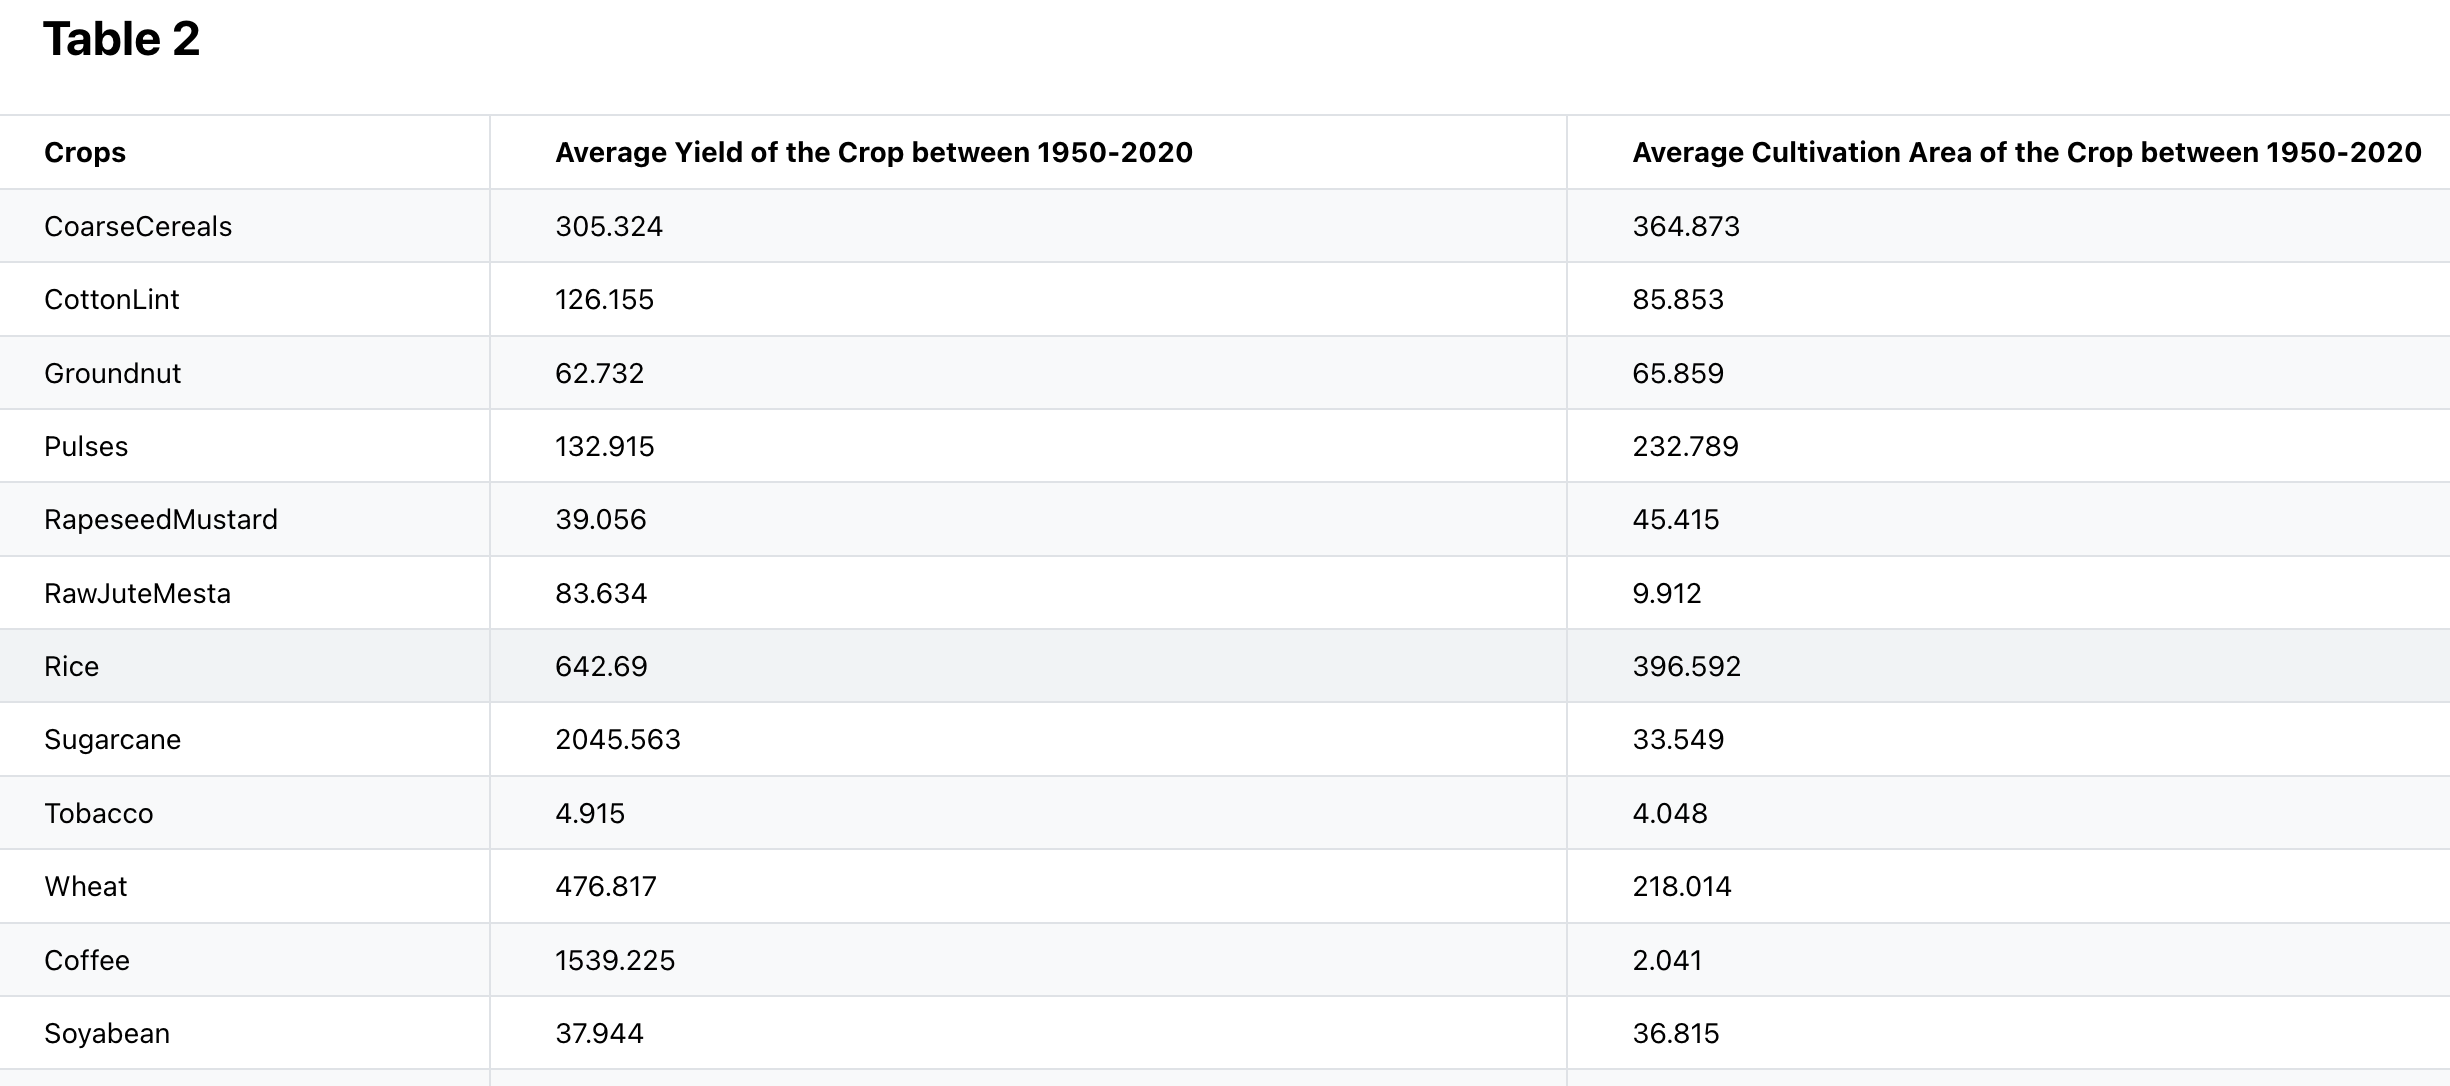 Table 2
Crops Average Yield of the Crop between 1950-2020 Average Cultivation Area of the Crop between 1950-2020
CoarseCereals 305.324 364.873
CottonLint 126.155 85.853
Groundnut 62.732 65.859
Pulses 132.915 232.789
RapeseedMustard 39.056 45.415
RawJuteMesta 83.634 9.912
Rice 642.69 396.592
Sugarcane 2045.563 33.549
Tobacco 4.915 4.048
Wheat 476.817 218.014
Coffee 1539.225 2.041
Soyabean 37.944 36.815